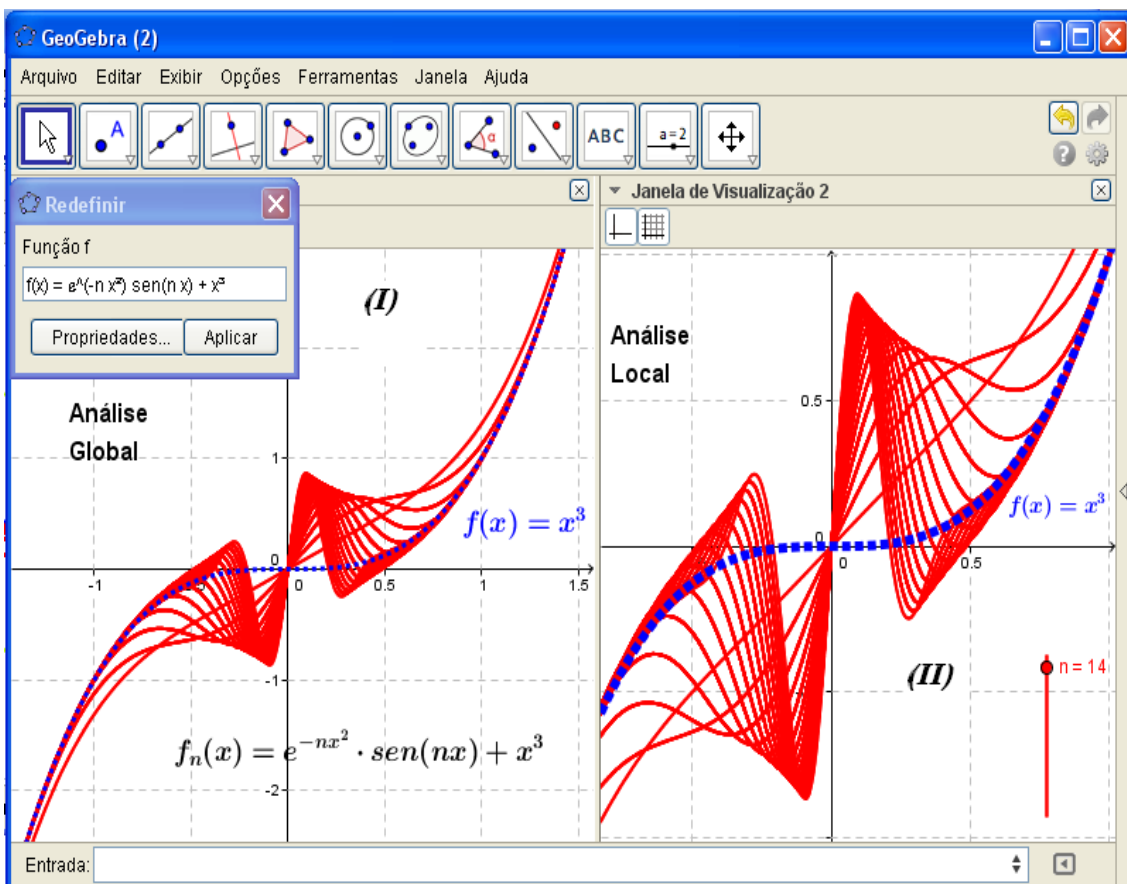 GeoGebra (2)
Arquivo Editar Exibir Opções Ferramentas Janela Ajuda
A
α
ABC
a=2
?
Redefinir
Função f
f(x) = e^(-n x²) sen(n x) + x³
Propriedades... Aplicar
Janela de Visualização 2
(I)
Análise
Global
1
0
-1
0 0.5 1 1.5
f(x) = x³
-1
-2
fₙ(x) = e^{-nx²} · sen(nx) + x³
Análise
Local
0.5
0
0 0.5
f(x) = x³
(II)
n = 14
Entrada: